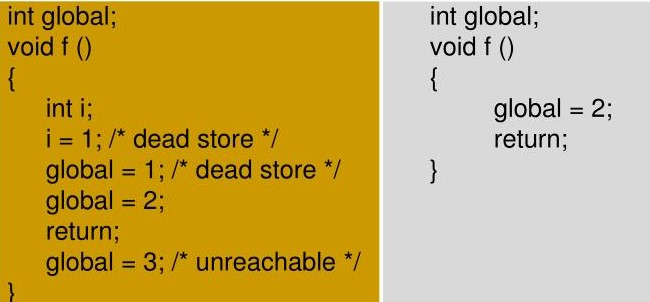 int global;
void f ()
{
int i;
i = 1; /* dead store */
global = 1; /* dead store */
global = 2;
return;
global = 3; /* unreachable */
}
int global;
void f ()
{
global = 2;
return;
}